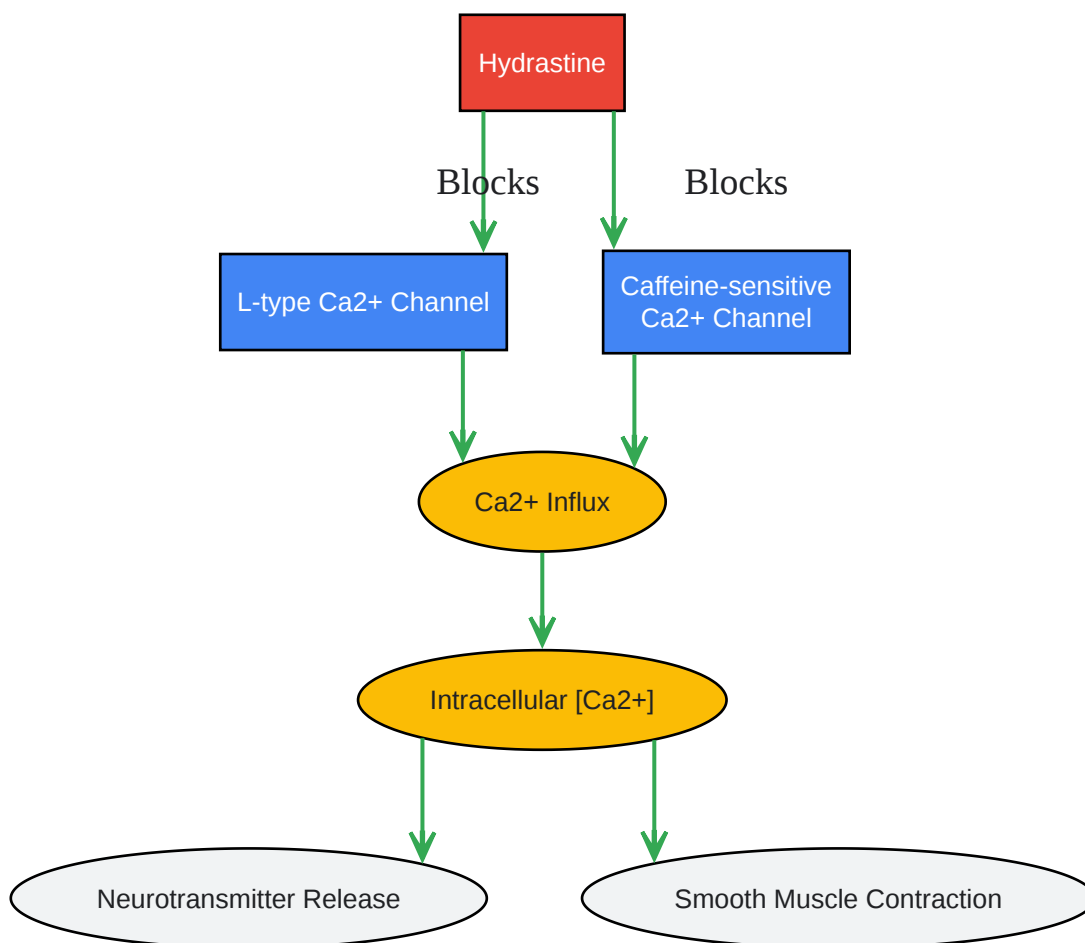 Hydrastine
Blocks
Blocks
L-type Ca2+ Channel
Caffeine-sensitive
Ca2+ Channel
Ca2+ Influx
Intracellular [Ca2+]
Neurotransmitter Release
Smooth Muscle Contraction